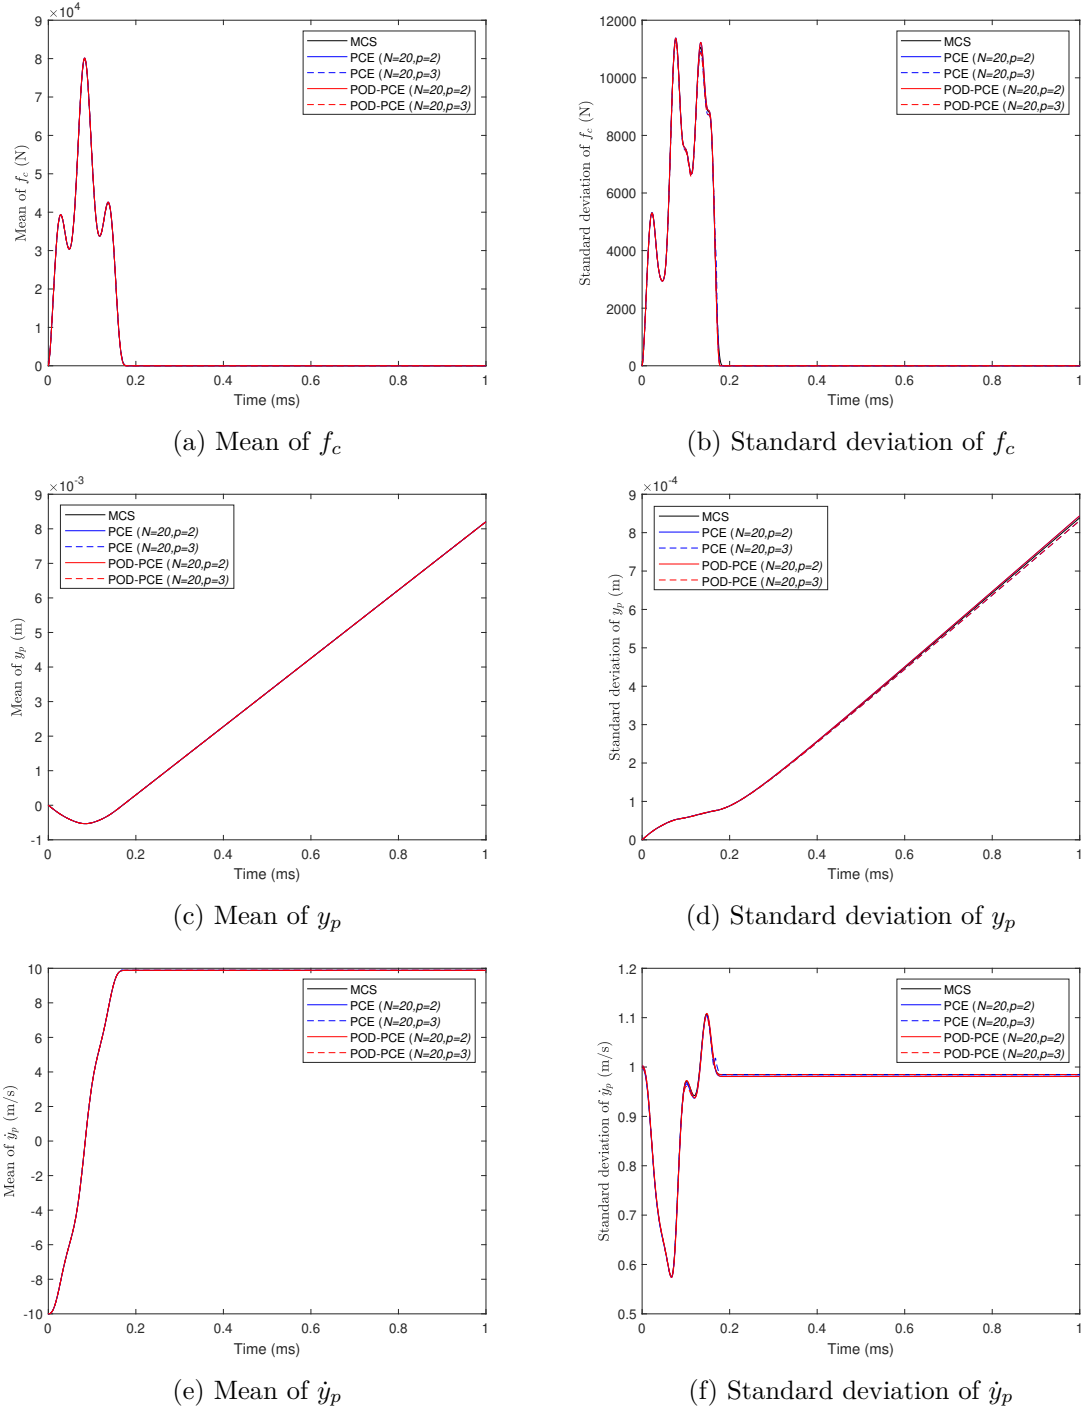 ×10⁴
9
8
7
6
5
4
3
2
1
0
Mean of f_c (N)
MCS
PCE (N=20,p=2)
PCE (N=20,p=3)
POD-PCE (N=20,p=2)
POD-PCE (N=20,p=3)
0 0.2 0.4 0.6 0.8 1
Time (ms)
(a) Mean of f_c
12000
10000
8000
6000
4000
2000
0
Standard deviation of f_c (N)
MCS
PCE (N=20,p=2)
PCE (N=20,p=3)
POD-PCE (N=20,p=2)
POD-PCE (N=20,p=3)
0 0.2 0.4 0.6 0.8 1
Time (ms)
(b) Standard deviation of f_c
×10⁻³
9
8
7
6
5
4
3
2
1
0
-1
Mean of y_p (m)
MCS
PCE (N=20,p=2)
PCE (N=20,p=3)
POD-PCE (N=20,p=2)
POD-PCE (N=20,p=3)
0 0.2 0.4 0.6 0.8 1
Time (ms)
(c) Mean of y_p
×10⁻⁴
9
8
7
6
5
4
3
2
1
0
Standard deviation of y_p (m)
MCS
PCE (N=20,p=2)
PCE (N=20,p=3)
POD-PCE (N=20,p=2)
POD-PCE (N=20,p=3)
0 0.2 0.4 0.6 0.8 1
Time (ms)
(d) Standard deviation of y_p
10
8
6
4
2
0
-2
-4
-6
-8
-10
Mean of ẏ_p (m/s)
MCS
PCE (N=20,p=2)
PCE (N=20,p=3)
POD-PCE (N=20,p=2)
POD-PCE (N=20,p=3)
0 0.2 0.4 0.6 0.8 1
Time (ms)
(e) Mean of ẏ_p
1.2
1.1
1
0.9
0.8
0.7
0.6
0.5
Standard deviation of ẏ_p (m/s)
MCS
PCE (N=20,p=2)
PCE (N=20,p=3)
POD-PCE (N=20,p=2)
POD-PCE (N=20,p=3)
0 0.2 0.4 0.6 0.8 1
Time (ms)
(f) Standard deviation of ẏ_p